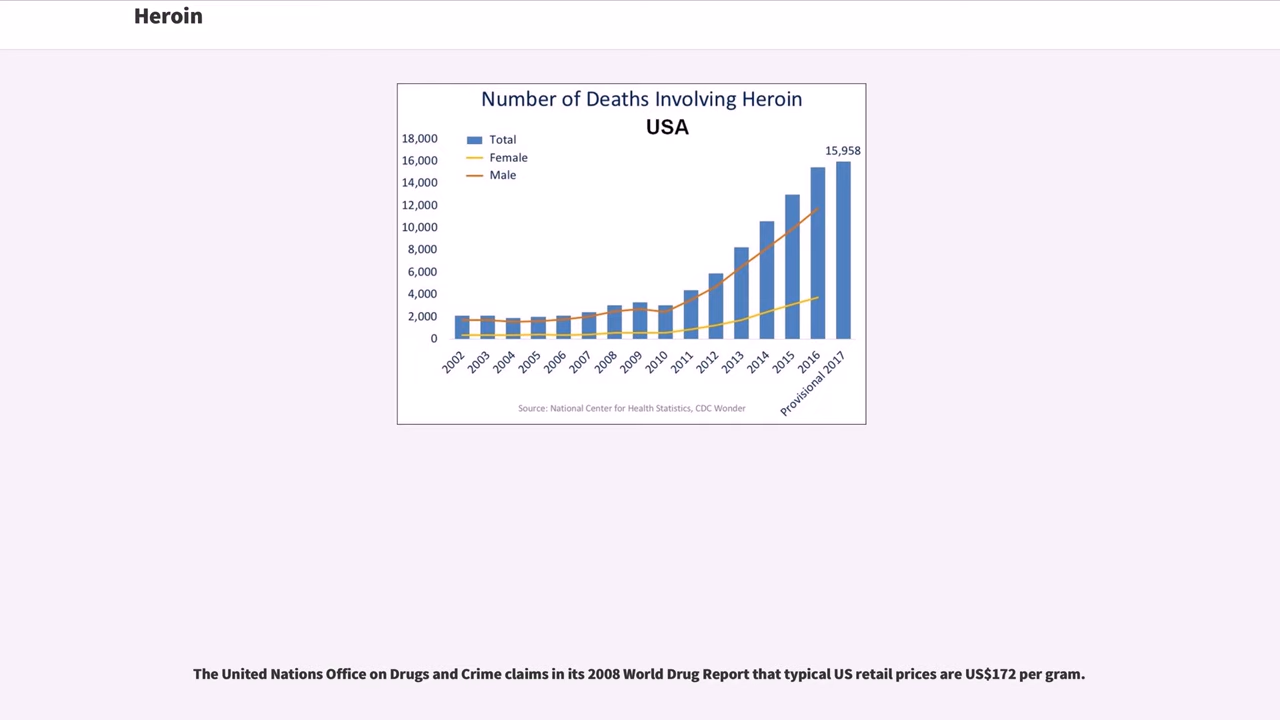 Heroin
Number of Deaths Involving Heroin
USA
Total
Female
Male
18,000
16,000
14,000
12,000
10,000
8,000
6,000
4,000
2,000
0
15,958
2002 2003 2004 2005 2006 2007 2008 2009 2010 2011 2012 2013 2014 2015 2016 Provisional 2017
Source: National Center for Health Statistics, CDC Wonder
The United Nations Office on Drugs and Crime claims in its 2008 World Drug Report that typical US retail prices are US$172 per gram.